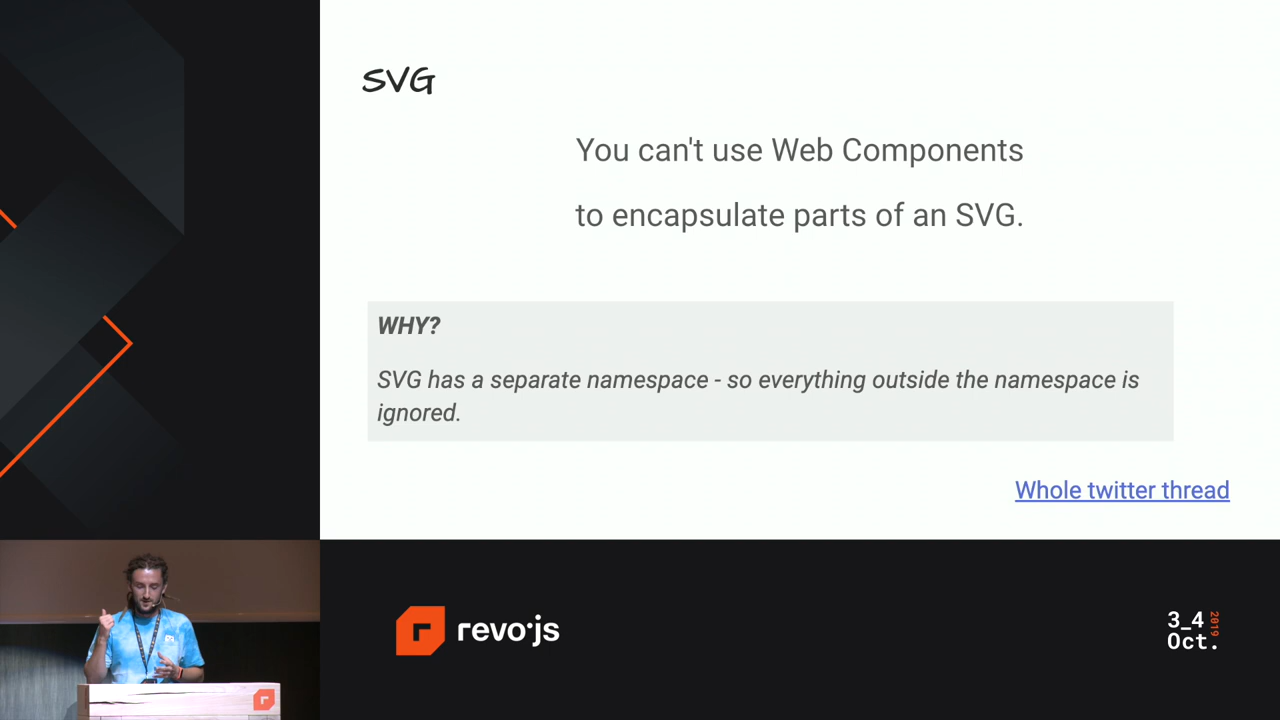 SVG
You can't use Web Components
to encapsulate parts of an SVG.
WHY?
SVG has a separate namespace - so everything outside the namespace is
ignored.
Whole twitter thread
revo·js
3_4
Oct.
2019